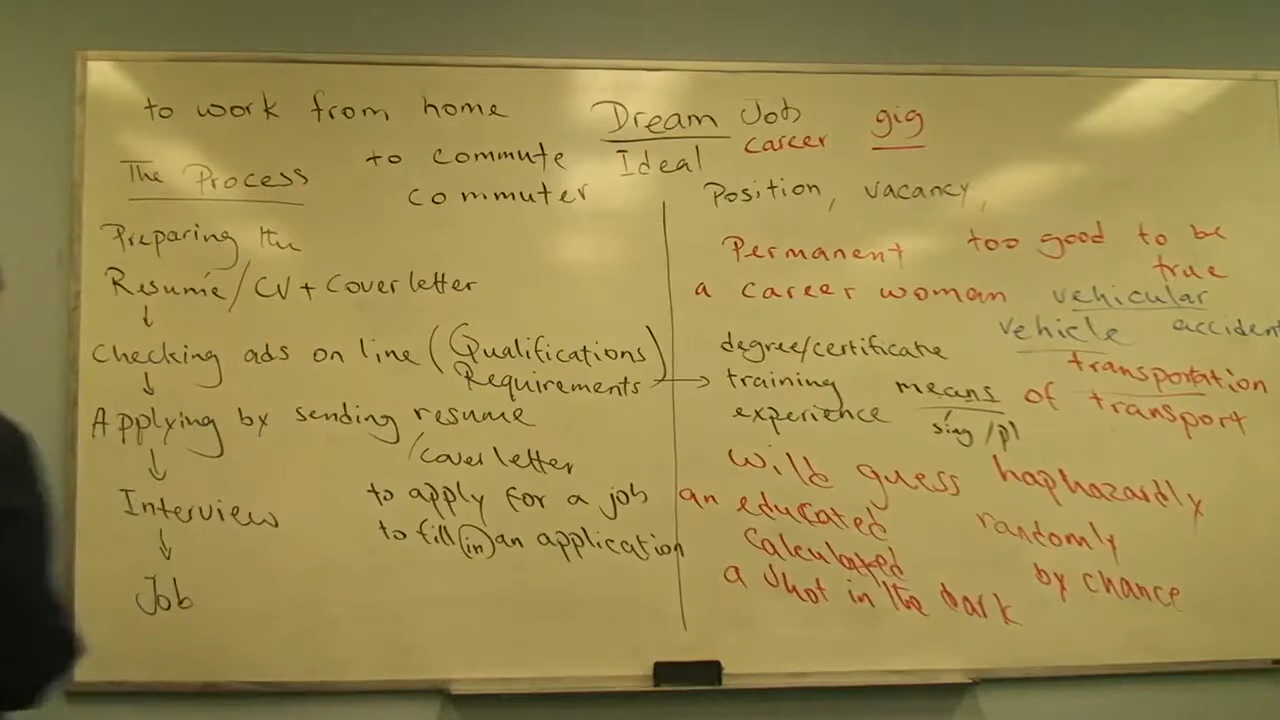 to work from home
Dream Job
Ideal
career
gig
to commute
commuter
The Process
Preparing the
Resume/CV + Cover letter
↓
Checking ads on line (Qualifications)
Requirements →
↓
Applying by sending resume
/cover letter
↓
Interview
↓
Job
to apply for a job
to fill (in) an application
Position, vacancy,
Permanent
too good to be
true
a career woman
vehicular
vehicle accident
degree/certificate
training
experience
means of transportation
transport
sing/pl
wild guess
haphazardly
an educated
randomly
calculated
by chance
a shot in the dark